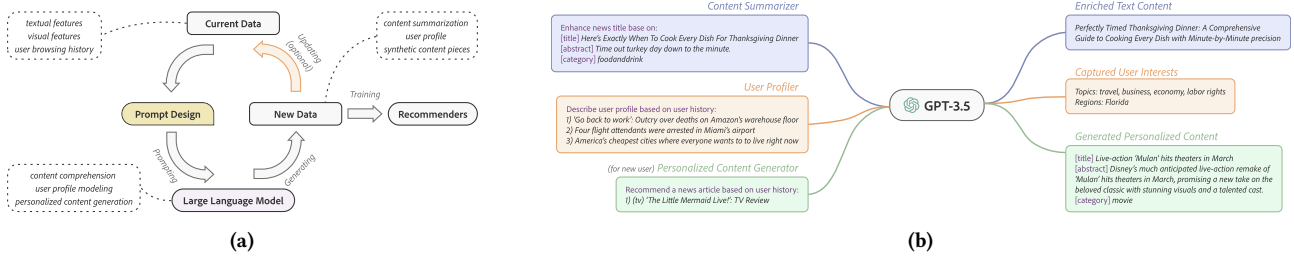 textual features
visual features
user browsing history
Current Data
content summarization
user profile
synthetic content pieces
Updating
(optional)
Prompt Design
New Data
Training
Recommenders
Prompting
Generating
content comprehension
user profile modeling
personalized content generation
Large Language Model
(a)
Content Summarizer
Enhance news title base on:
[title] Here's Exactly When To Cook Every Dish For Thanksgiving Dinner
[abstract] Time out turkey day down to the minute.
[category] foodanddrink
User Profiler
Describe user profile based on user history:
1) 'Go back to work': Outcry over deaths on Amazon's warehouse floor
2) Four flight attendants were arrested in Miami's airport
3) America's cheapest cities where everyone wants to to live right now
(for new user) Personalized Content Generator
Recommend a news article based on user history:
1) (tv) 'The Little Mermaid Live!': TV Review
GPT-3.5
Enriched Text Content
Perfectly Timed Thanksgiving Dinner: A Comprehensive
Guide to Cooking Every Dish with Minute-by-Minute precision
Captured User Interests
Topics: travel, business, economy, labor rights
Regions: Florida
Generated Personalized Content
[title] Live-action 'Mulan' hits theaters in March
[abstract] Disney's much anticipated live-action remake of
'Mulan' hits theaters in March, promising a new take on the
beloved classic with stunning visuals and a talented cast.
[category] movie
(b)